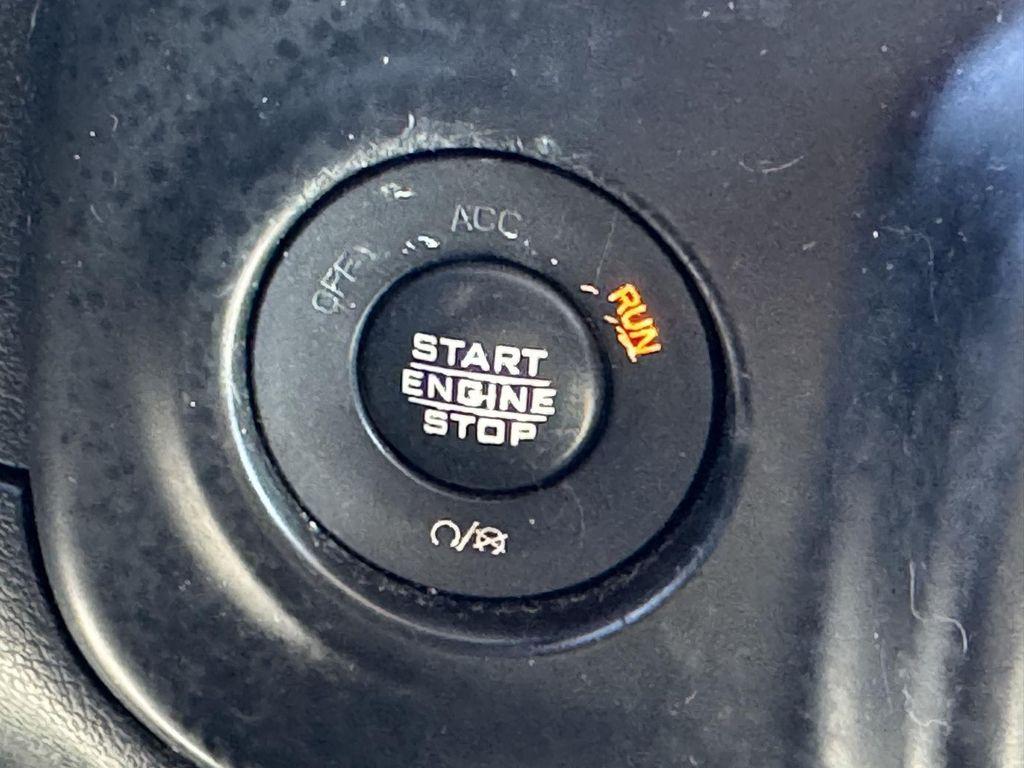 OFF
ACC
RUN
START
ENGINE
STOP